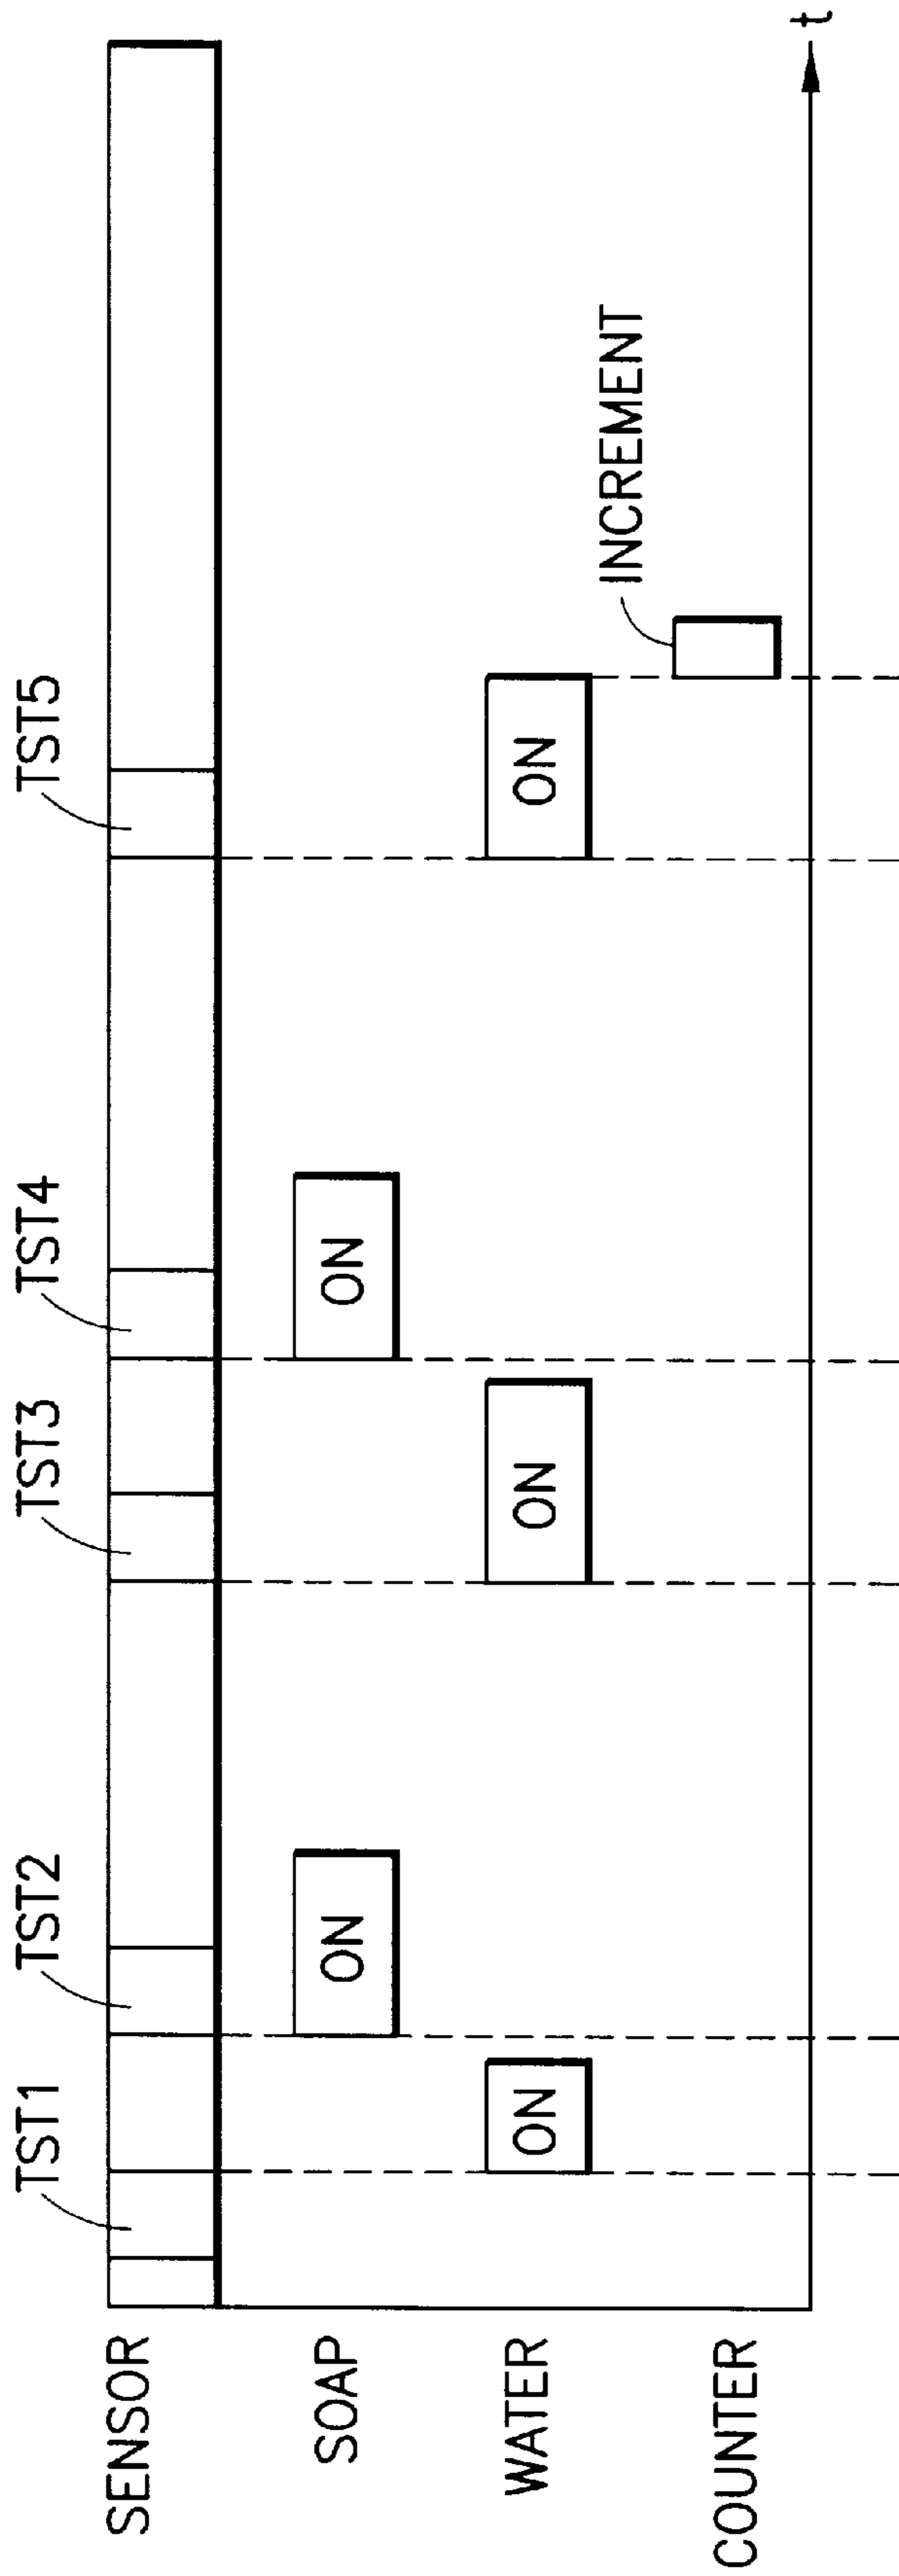 TST1
TST2
TST3
TST4
TST5
SENSOR
SOAP
ON
ON
WATER
ON
ON
ON
INCREMENT
COUNTER
t